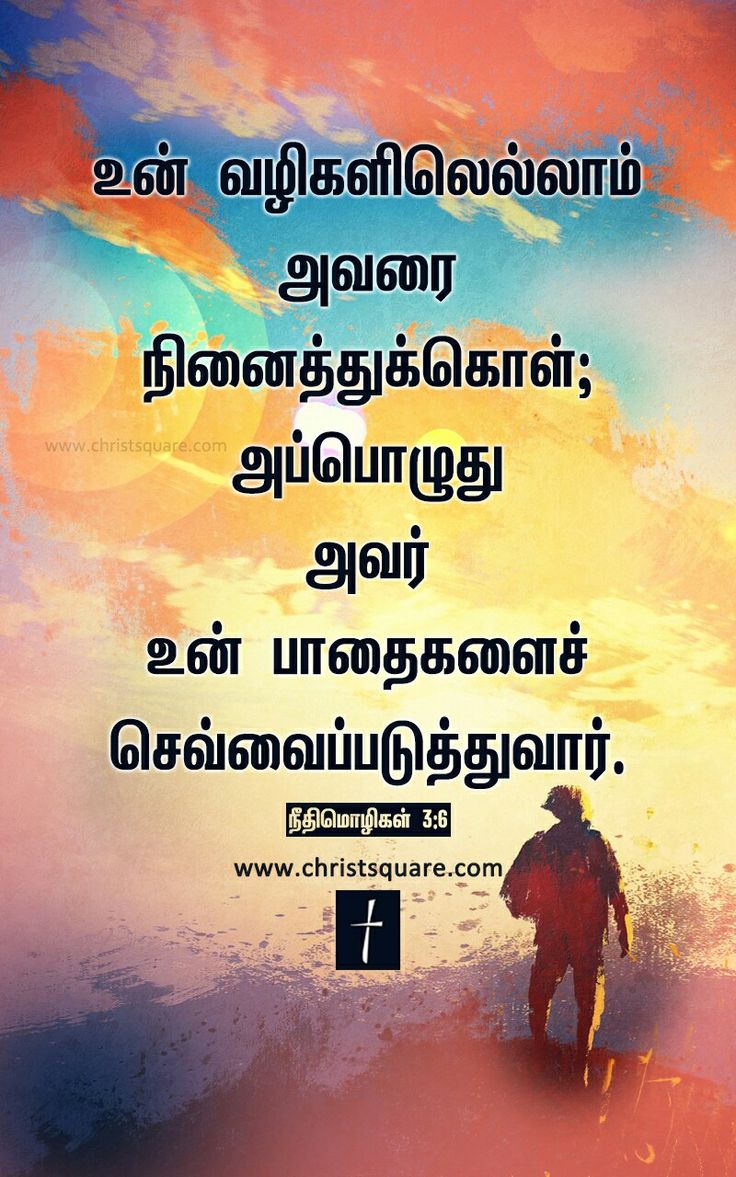 உன் வழிகளிலெல்லாம்
அவரை
நினைத்துக்கொள்;
www.christsquare.com
அப்பொழுது
அவர்
உன் பாதைகளைச்
செவ்வைப்படுத்துவார்.
நீதிமொழிகள் 3:6
www.christsquare.com